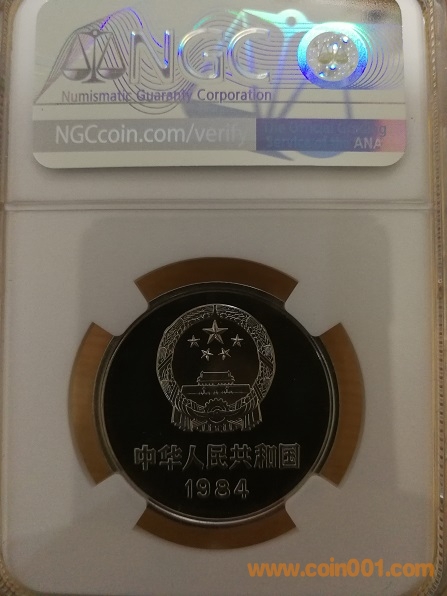 NGC
Numismatic Guaranty Corporation
NGCcoin.com/verify
ANA
中华人民共和国
1984
www.coin001.com